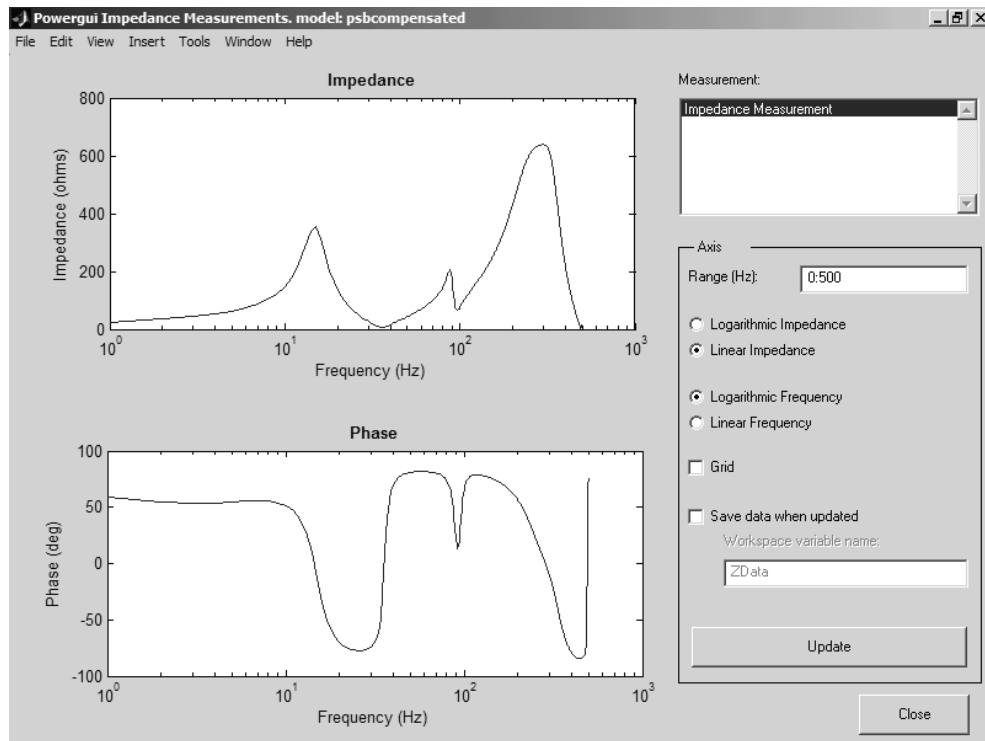 Powergui Impedance Measurements. model: psbcompensated
File Edit View Insert Tools Window Help
Impedance
800
600
400
200
0
Impedance (ohms)
10^0
10^1
10^2
10^3
Frequency (Hz)
Phase
100
50
0
-50
-100
Phase (deg)
10^0
10^1
10^2
10^3
Frequency (Hz)
Measurement:
Impedance Measurement
Axis
Range (Hz): 0:500
Logarithmic Impedance
Linear Impedance
Logarithmic Frequency
Linear Frequency
Grid
Save data when updated
Workspace variable name:
ZData
Update
Close